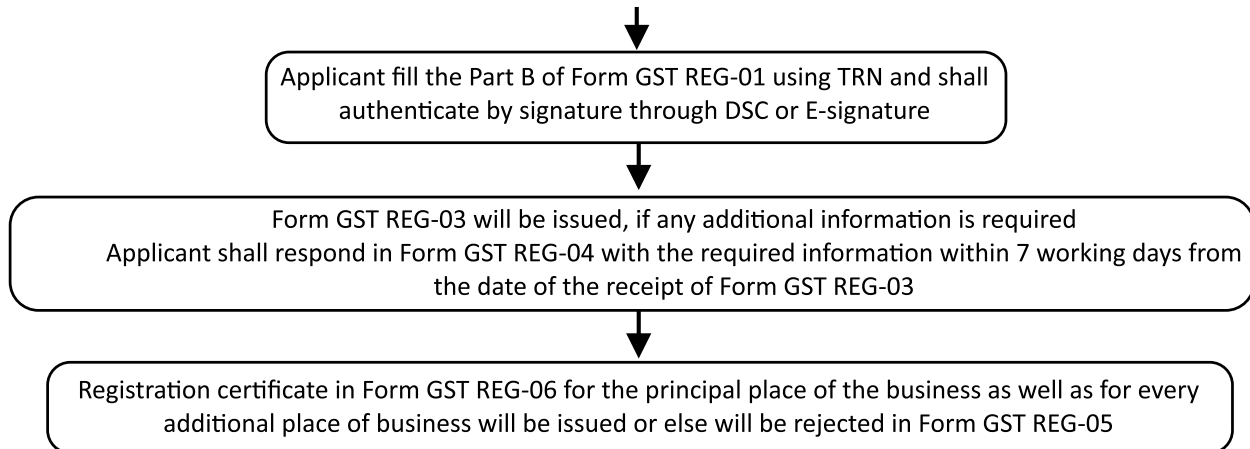 Applicant fill the Part B of Form GST REG-01 using TRN and shall
authenticate by signature through DSC or E-signature
Form GST REG-03 will be issued, if any additional information is required
Applicant shall respond in Form GST REG-04 with the required information within 7 working days from
the date of the receipt of Form GST REG-03
Registration certificate in Form GST REG-06 for the principal place of the business as well as for every
additional place of business will be issued or else will be rejected in Form GST REG-05